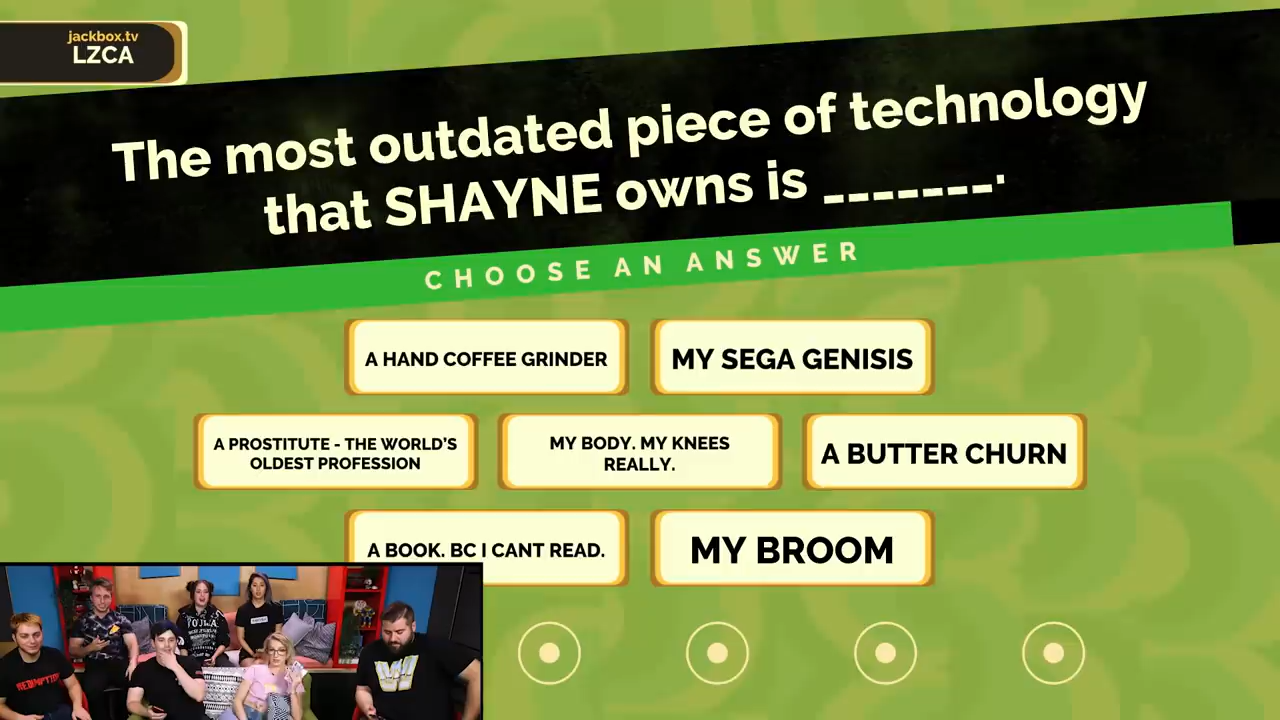 jackbox.tv
LZCA
The most outdated piece of technology
that SHAYNE owns is _______.
CHOOSE AN ANSWER
A HAND COFFEE GRINDER
MY SEGA GENISIS
A PROSTITUTE - THE WORLD'S
OLDEST PROFESSION
MY BODY. MY KNEES
REALLY.
A BUTTER CHURN
A BOOK. BC I CANT READ.
MY BROOM
REDEMPTION